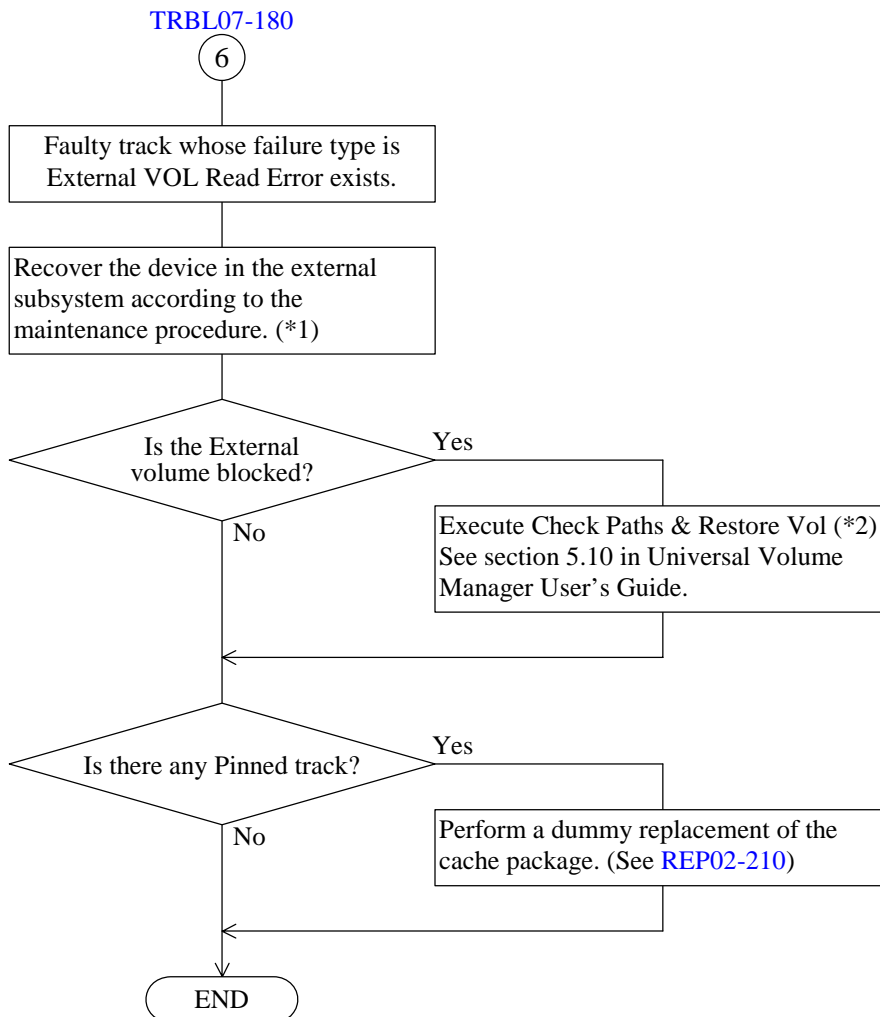 TRBL07-180
6
Faulty track whose failure type is
External VOL Read Error exists.
Recover the device in the external
subsystem according to the
maintenance procedure. (*1)
Is the External
volume blocked?
Yes
No
Execute Check Paths & Restore Vol (*2)
See section 5.10 in Universal Volume
Manager User's Guide.
Is there any Pinned track?
Yes
No
Perform a dummy replacement of the
cache package. (See REP02-210)
END